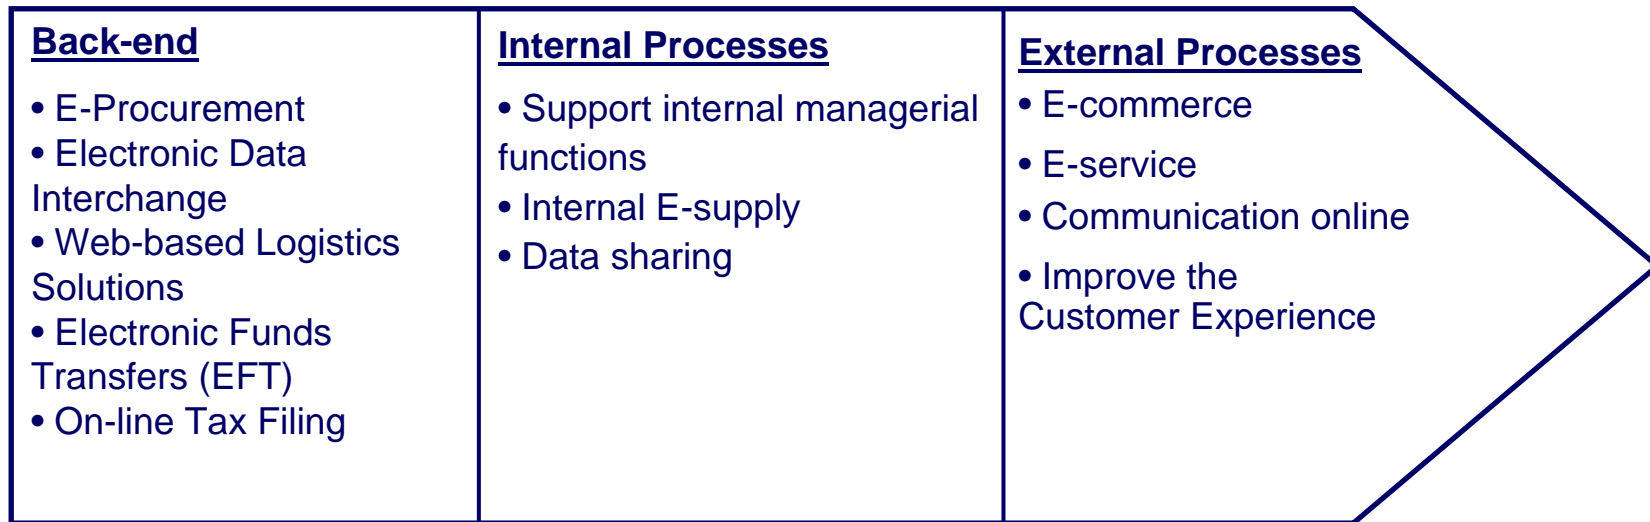 Back-end
• E-Procurement
• Electronic Data
Interchange
• Web-based Logistics
Solutions
• Electronic Funds
Transfers (EFT)
• On-line Tax Filing
Internal Processes
• Support internal managerial
functions
• Internal E-supply
• Data sharing
External Processes
• E-commerce
• E-service
• Communication online
• Improve the
Customer Experience